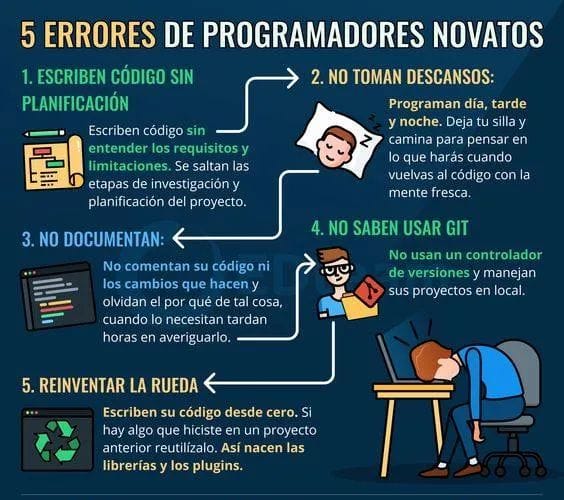 5 ERRORES DE PROGRAMADORES NOVATOS
1. ESCRIBEN CÓDIGO SIN
PLANIFICACIÓN
Escriben código sin
entender los requisitos y
limitaciones. Se saltan las
etapas de investigación y
planificación del proyecto.
2. NO TOMAN DESCANSOS:
Programan día, tarde
y noche. Deja tu silla y
camina para pensar en
lo que harás cuando
vuelvas al código con la
mente fresca.
3. NO DOCUMENTAN:
No comentan su código ni
los cambios que hacen y
olvidan el por qué de tal cosa,
cuando lo necesitan tardan
horas en averiguarlo.
4. NO SABEN USAR GIT
No usan un controlador
de versiones y manejan
sus proyectos en local.
5. REINVENTAR LA RUEDA
Escriben su código desde cero. Si
hay algo que hiciste en un proyecto
anterior reutilízalo. Así nacen las
librerías y los plugins.